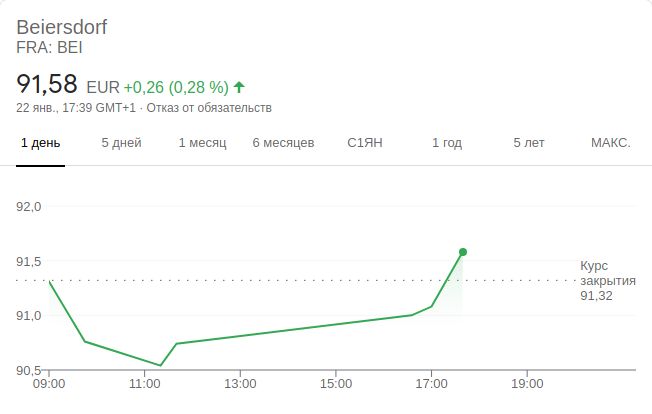 Beiersdorf
FRA: BEI
91,58 EUR +0,26 (0,28 %)
22 янв., 17:39 GMT+1 · Отказ от обязательств
1 день 5 дней 1 месяц 6 месяцев С1ЯН 1 год 5 лет МАКС.
92,0
91,5
Курс
закрытия
91,32
91,0
90,5
09:00 11:00 13:00 15:00 17:00 19:00